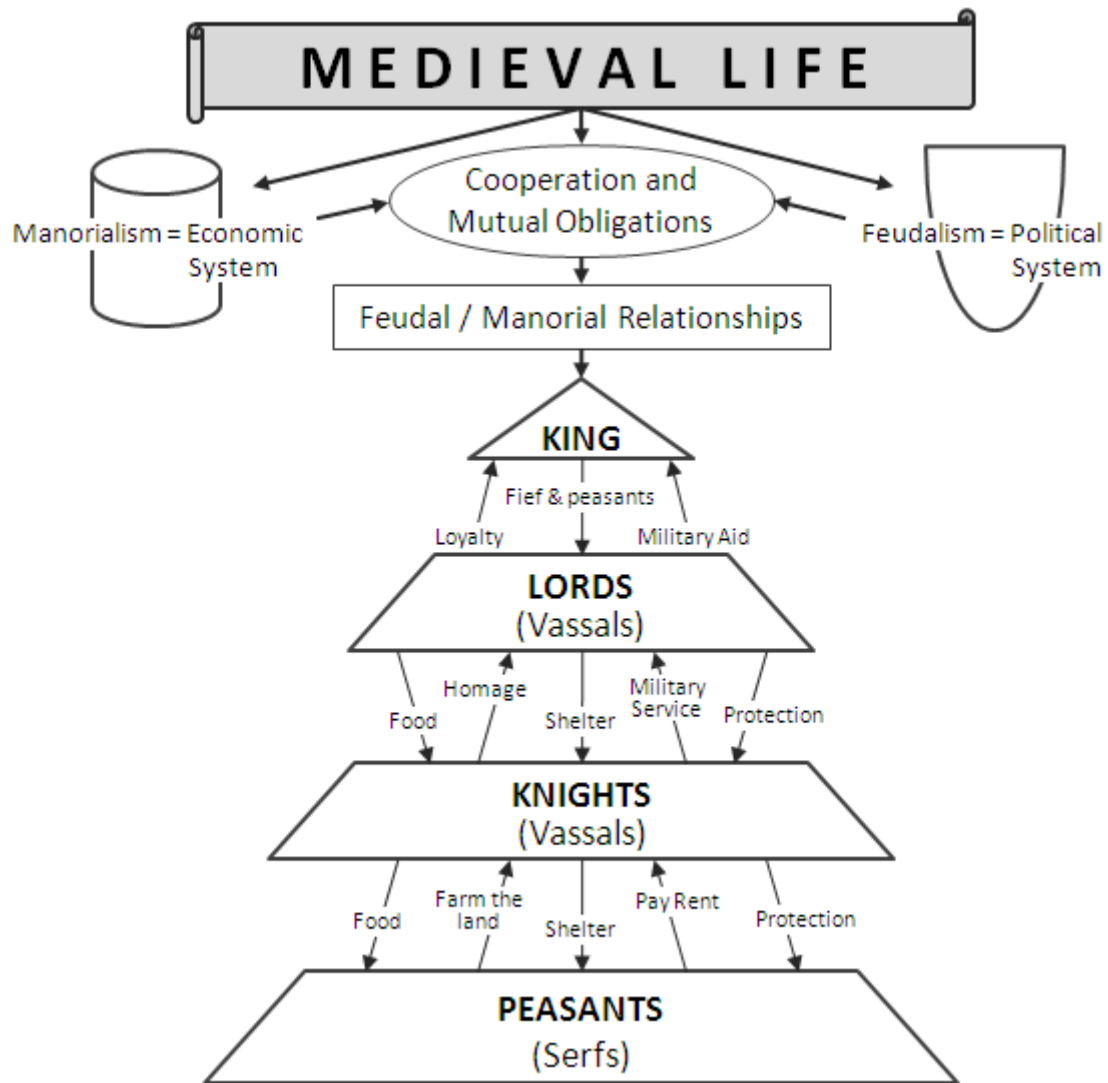 MEDIEVAL LIFE
Cooperation and
Mutual Obligations
Manorialism = Economic
System
Feudalism = Political
System
Feudal / Manorial Relationships
KING
Fief & peasants
Loyalty
Military Aid
LORDS
(Vassals)
Food
Homage
Shelter
Military
Service
Protection
KNIGHTS
(Vassals)
Food
Farm the
land
Shelter
Pay Rent
Protection
PEASANTS
(Serfs)